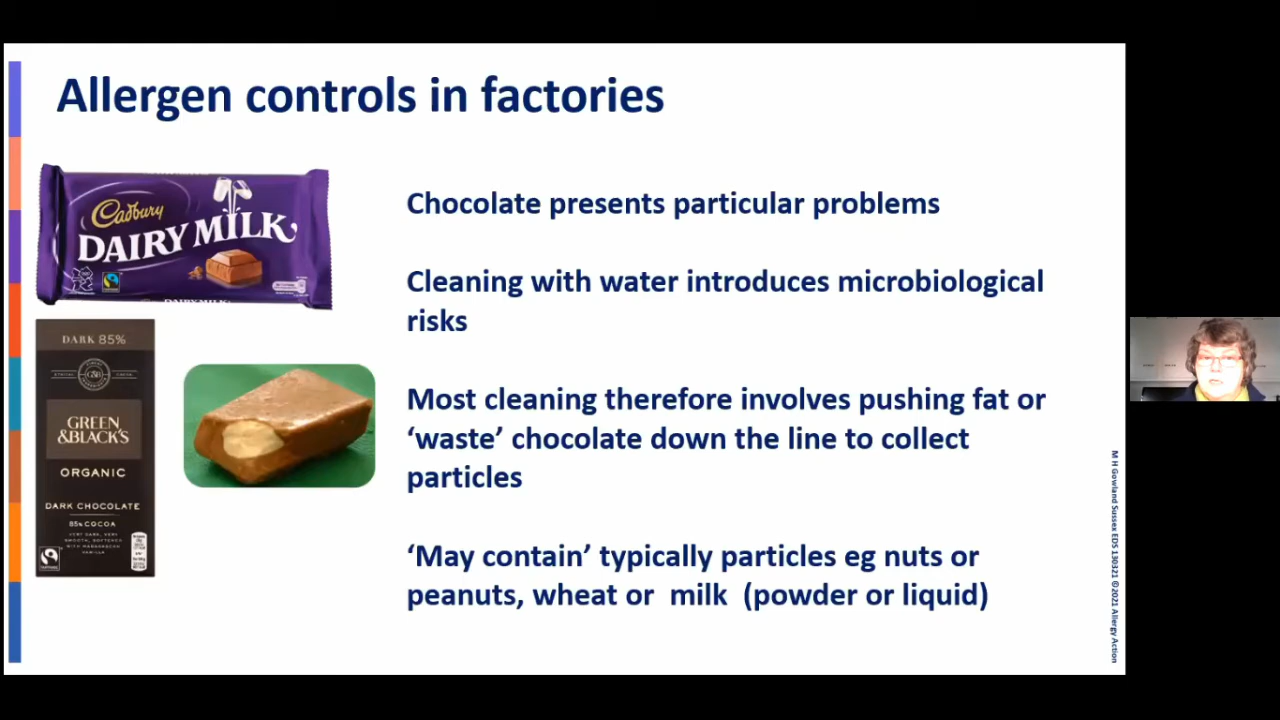 Allergen controls in factories
Cadbury
DAIRY MILK
DAIRY MILK
DARK 85%
GREEN
&BLACK'S
ORGANIC
DARK CHOCOLATE
85% COCOA
Chocolate presents particular problems
Cleaning with water introduces microbiological
risks
Most cleaning therefore involves pushing fat or
‘waste’ chocolate down the line to collect
particles
‘May contain’ typically particles eg nuts or
peanuts, wheat or milk (powder or liquid)
M H Gowland Sussex EDS 130321 ©2021 Allergy Action